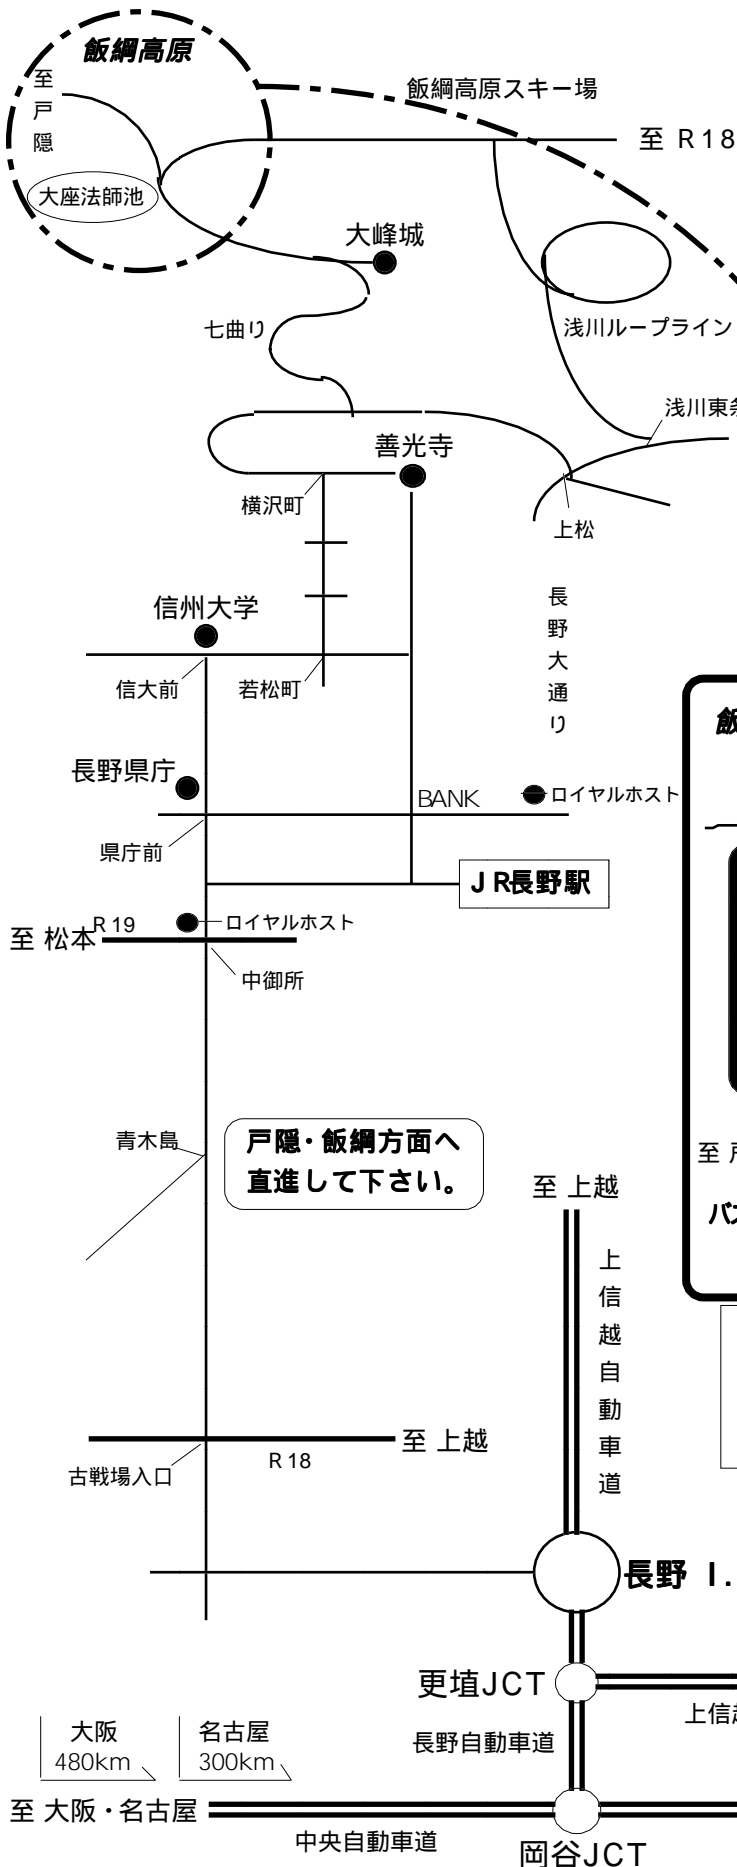 飯綱高原
至戸隠
飯綱高原スキー場
至 R18
大座法師池
大峰城
七曲り
浅川ループライン
浅川東
善光寺
横沢町
上松
長野大通り
信州大学
信大前
若松町
飯
長野県庁
BANK
ロイヤルホスト
県庁前
JR長野駅
至 松本
R19
ロイヤルホスト
中御所
青木島
戸隠・飯綱方面へ
直進して下さい。
至
バス
至 上越
上信越自動車道
至 上越
R18
古戦場入口
長野 I.
更埴JCT
上信
長野自動車道
大阪
480km
名古屋
300km
至 大阪・名古屋
中央自動車道
岡谷JCT